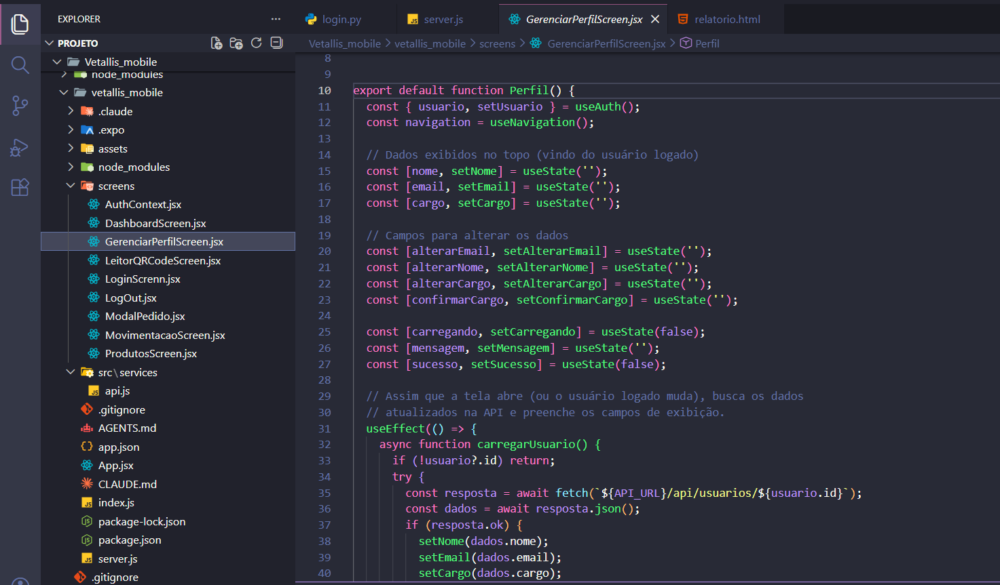 EXPLORER
PROJETO
Vetallis_mobile
node_modules
vetallis_mobile
.claude
.expo
assets
node_modules
screens
AuthContext.jsx
DashboardScreen.jsx
GerenciarPerfilScreen.jsx
LeitorQRCodeScreen.jsx
LoginScrenn.jsx
LogOut.jsx
ModalPedido.jsx
MovimentacaoScreen.jsx
ProdutosScreen.jsx
src\services
api.js
.gitignore
AGENTS.md
app.json
App.jsx
CLAUDE.md
index.js
package-lock.json
package.json
server.js
.gitignore
login.py
server.js
GerenciarPerfilScreen.jsx
relatorio.html
Vetallis_mobile > vetallis_mobile > screens > GerenciarPerfilScreen.jsx > Perfil
8
9
10 export default function Perfil() {
11 const { usuario, setUsuario } = useAuth();
12 const navigation = useNavigation();
13
14 // Dados exibidos no topo (vindo do usuário logado)
15 const [nome, setNome] = useState('');
16 const [email, setEmail] = useState('');
17 const [cargo, setCargo] = useState('');
18
19 // Campos para alterar os dados
20 const [alterarEmail, setAlterarEmail] = useState('');
21 const [alterarNome, setAlterarNome] = useState('');
22 const [alterarCargo, setAlterarCargo] = useState('');
23 const [confirmarCargo, setConfirmarCargo] = useState('');
24
25 const [carregando, setCarregando] = useState(false);
26 const [mensagem, setMensagem] = useState('');
27 const [sucesso, setSucesso] = useState(false);
28
29 // Assim que a tela abre (ou o usuário logado muda), busca os dados
30 // atualizados na API e preenche os campos de exibição.
31 useEffect(() => {
32 async function carregarUsuario() {
33 if (!usuario?.id) return;
34 try {
35 const resposta = await fetch(`${API_URL}/api/usuarios/${usuario.id}`);
36 const dados = await resposta.json();
37 if (resposta.ok) {
38 setNome(dados.nome);
39 setEmail(dados.email);
40 setCargo(dados.cargo);